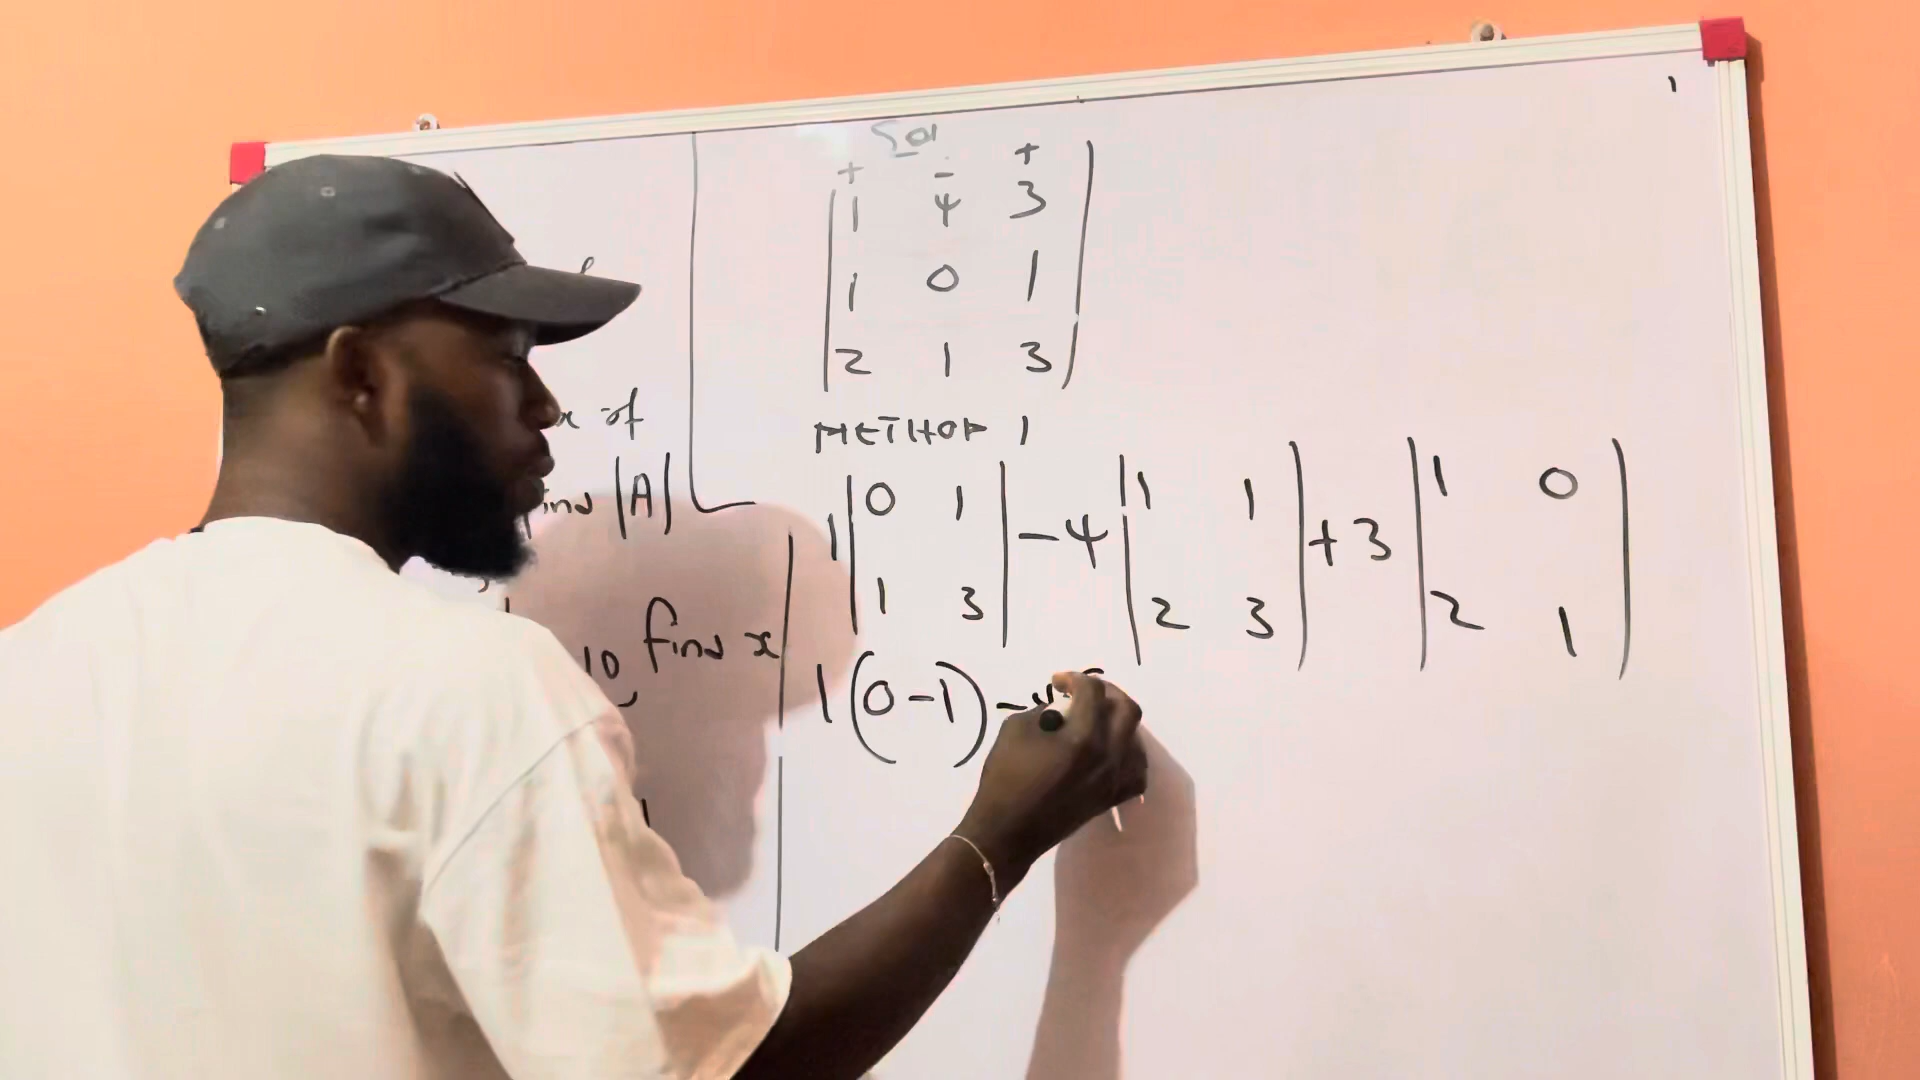 Sol
+ - +
1 4 3
1 0 1
2 1 3
METHOD 1
1 | 0 1 | - 4 | 1 1 | + 3 | 1 0 |
| 1 3 | | 2 3 | | 2 1 |
1(0-1) -
of
find |A|
10, find x
1